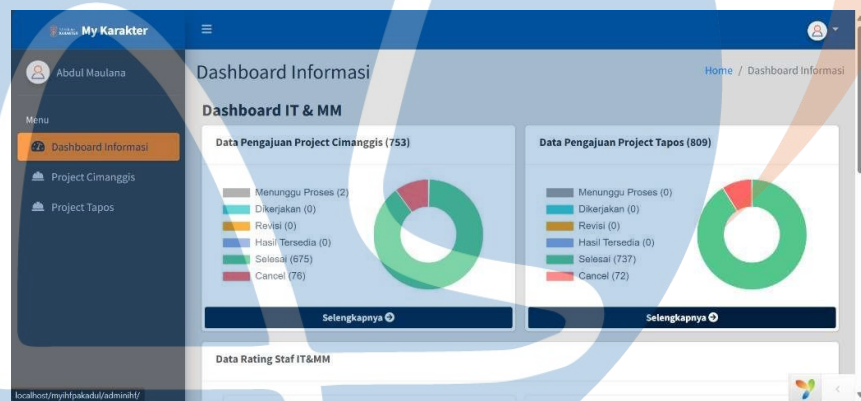 My Karakter
Abdul Maulana
Menu
Dashboard Informasi
Project Cimanggis
Project Tapos
Dashboard Informasi
Home / Dashboard Informasi
Dashboard IT & MM
Data Pengajuan Project Cimanggis (753)
Menunggu Proses (2)
Dikerjakan (0)
Revisi (0)
Hasil Tersedia (0)
Selesai (675)
Cancel (76)
Selengkapnya
Data Pengajuan Project Tapos (809)
Menunggu Proses (0)
Dikerjakan (0)
Revisi (0)
Hasil Tersedia (0)
Selesai (737)
Cancel (72)
Selengkapnya
Data Rating Staf IT&MM
localhost/myihfpakadul/adminihf/